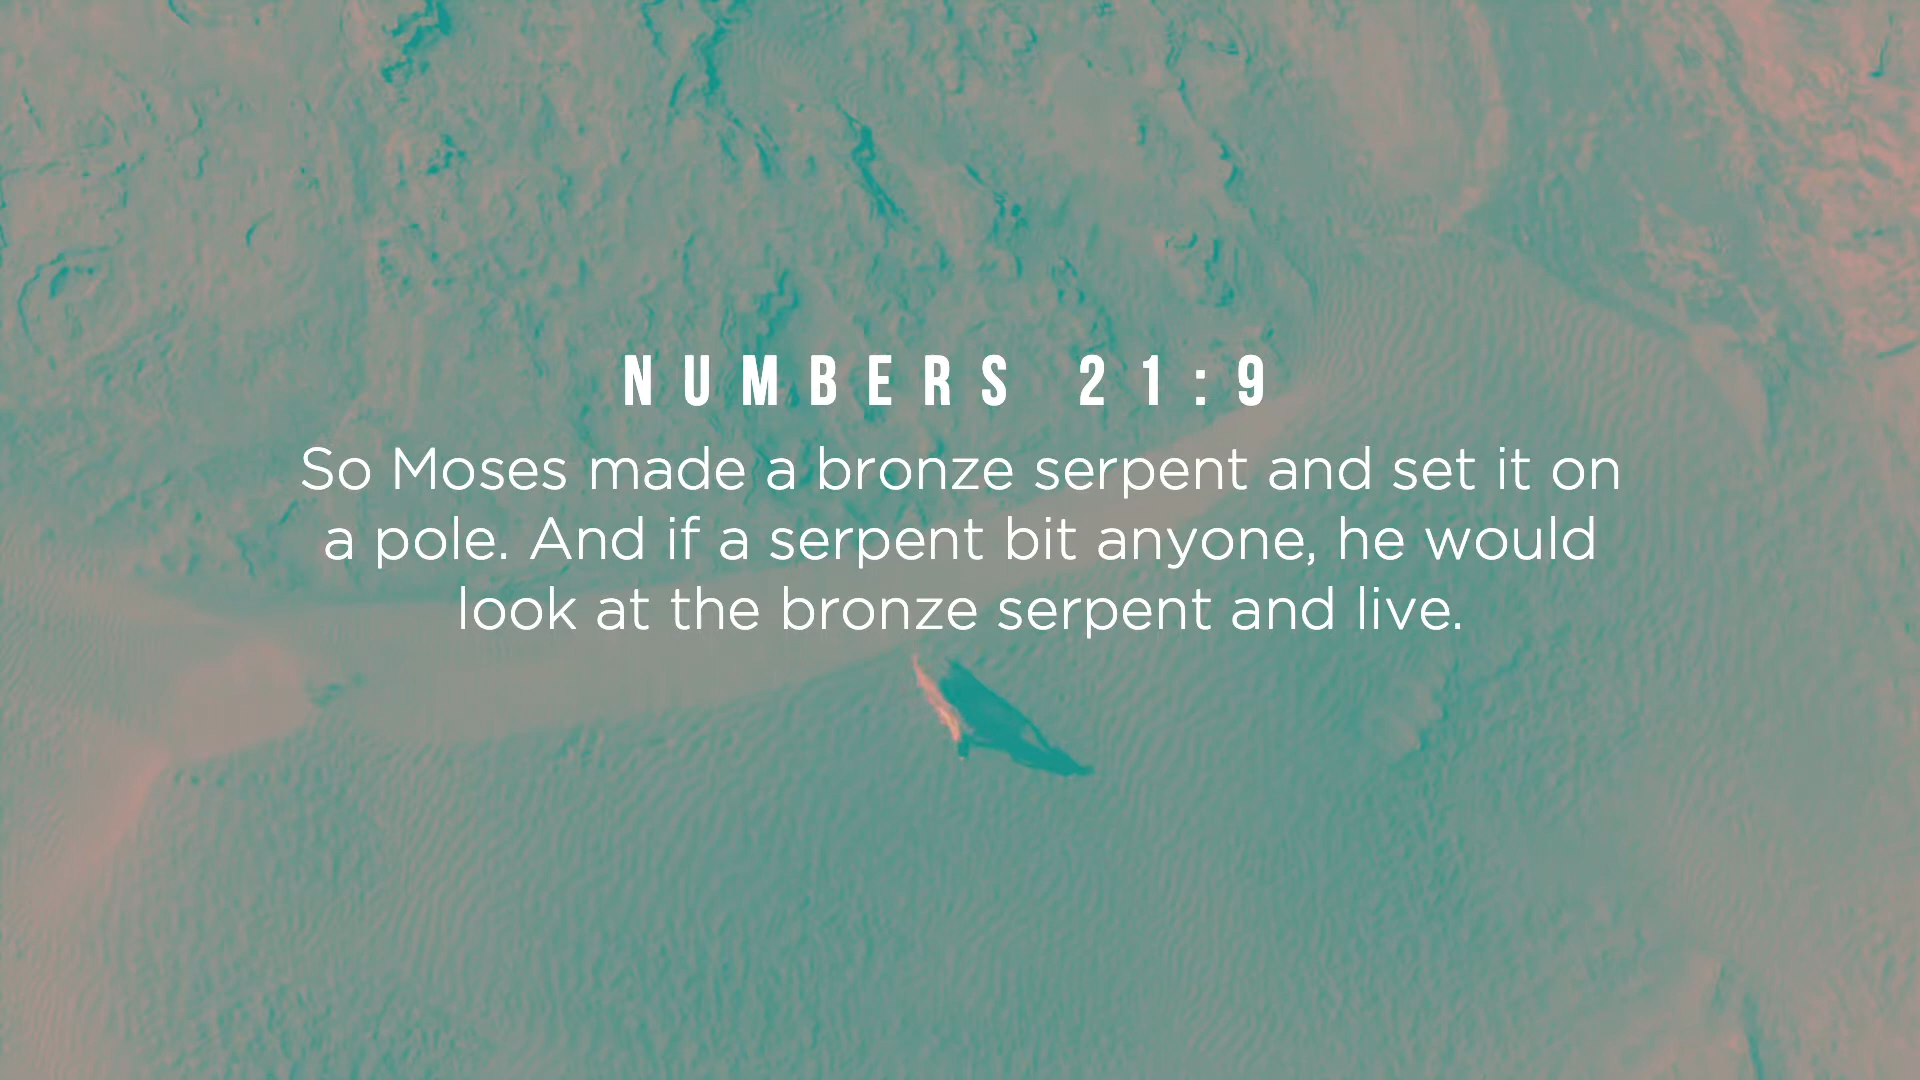 NUMBERS 21:9
So Moses made a bronze serpent and set it on
a pole. And if a serpent bit anyone, he would
look at the bronze serpent and live.